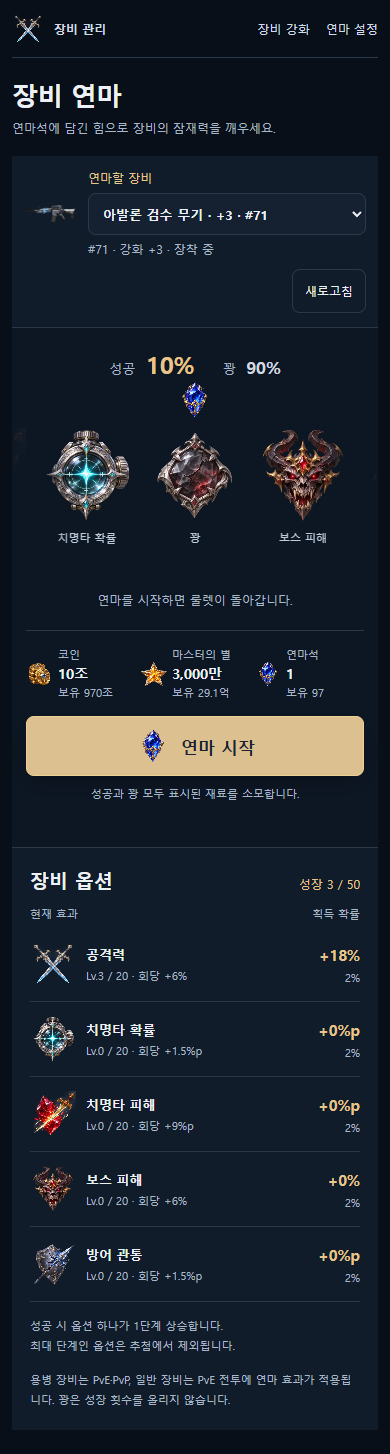 장비 관리 장비 강화 연마 설정
장비 연마
연마석에 담긴 힘으로 장비의 잠재력을 깨우세요.
연마할 장비
아발론 검수 무기 · +3 · #71
#71 · 강화 +3 · 장착 중
새로고침
성공 10% 꽝 90%
치명타 확률 꽝 보스 피해
연마를 시작하면 룰렛이 돌아갑니다.
코인 마스터의 별 연마석
10조 3,000만 1
보유 970조 보유 29.1억 보유 97
연마 시작
성공과 꽝 모두 표시된 재료를 소모합니다.
장비 옵션 성장 3 / 50
현재 효과 획득 확률
공격력 +18%
Lv.3 / 20 · 회당 +6% 2%
치명타 확률 +0%p
Lv.0 / 20 · 회당 +1.5%p 2%
치명타 피해 +0%p
Lv.0 / 20 · 회당 +9%p 2%
보스 피해 +0%
Lv.0 / 20 · 회당 +6% 2%
방어 관통 +0%p
Lv.0 / 20 · 회당 +1.5%p 2%
성공 시 옵션 하나가 1단계 상승합니다.
최대 단계인 옵션은 추첨에서 제외됩니다.
용병 장비는 PvE·PvP, 일반 장비는 PvE 전투에 연마 효과가 적용됩
니다. 꽝은 성장 횟수를 올리지 않습니다.